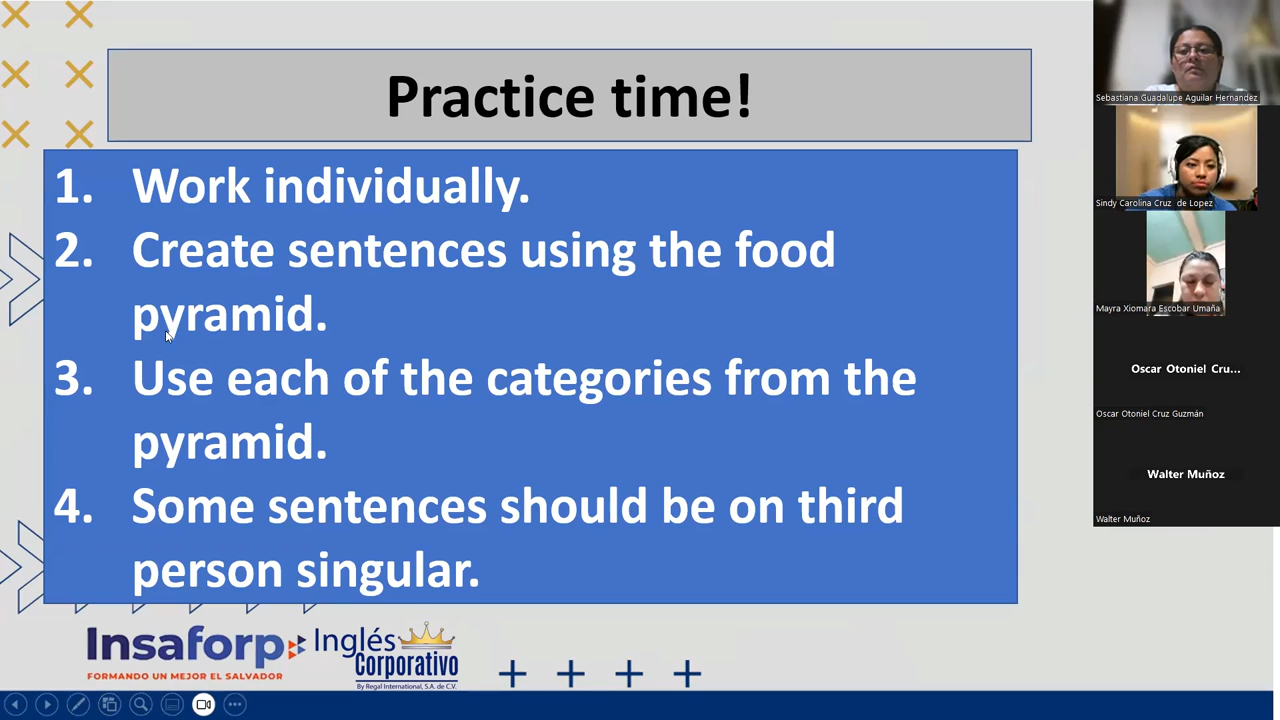 Practice time!
1. Work individually.
2. Create sentences using the food
pyramid.
3. Use each of the categories from the
pyramid.
4. Some sentences should be on third
person singular.
Insaforp
FORMANDO UN MEJOR EL SALVADOR
Inglés
Corporativo
By Regal International, S.A. de C.V.
Sebastiana Guadalupe Aguilar Hernandez
Sindy Carolina Cruz de Lopez
Mayra Xiomara Escobar Umaña
Oscar Otoniel Cru...
Oscar Otoniel Cruz Guzmán
Walter Muñoz
Walter Muñoz